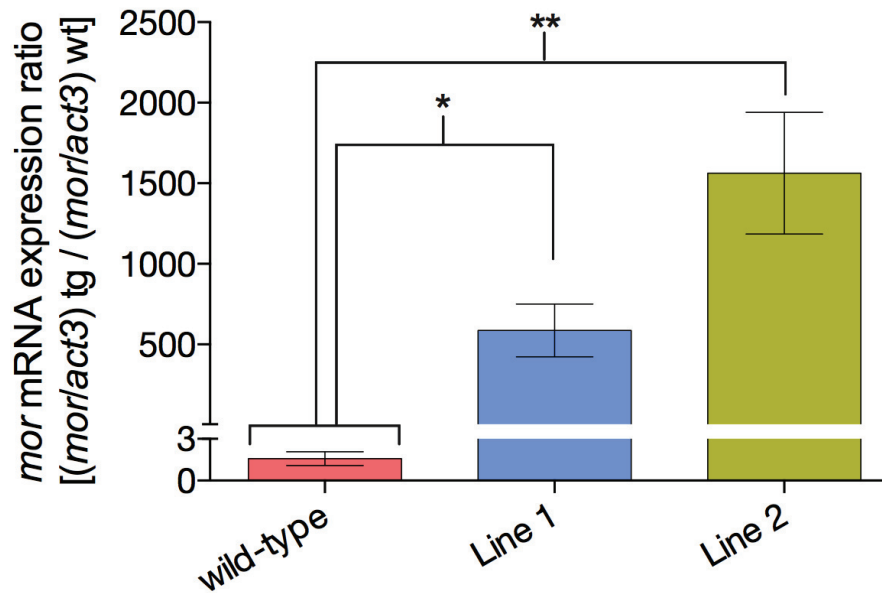 mor mRNA expression ratio
[(mor/act3) tg / (mor/act3) wt]
2500
2000
1500
1000
500
3
0
**
*
wild-type
Line 1
Line 2